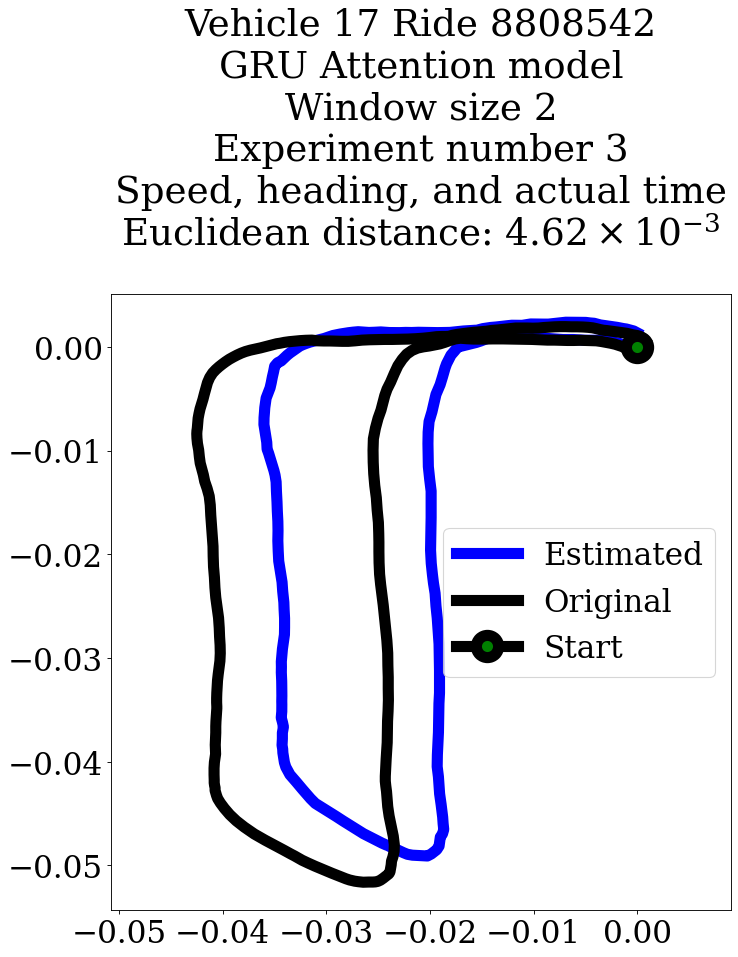 Vehicle 17 Ride 8808542
GRU Attention model
Window size 2
Experiment number 3
Speed, heading, and actual time
Euclidean distance: 4.62 × 10⁻³
0.00
−0.01
−0.02
−0.03
−0.04
−0.05
Estimated
Original
Start
−0.05 −0.04 −0.03 −0.02 −0.01 0.00